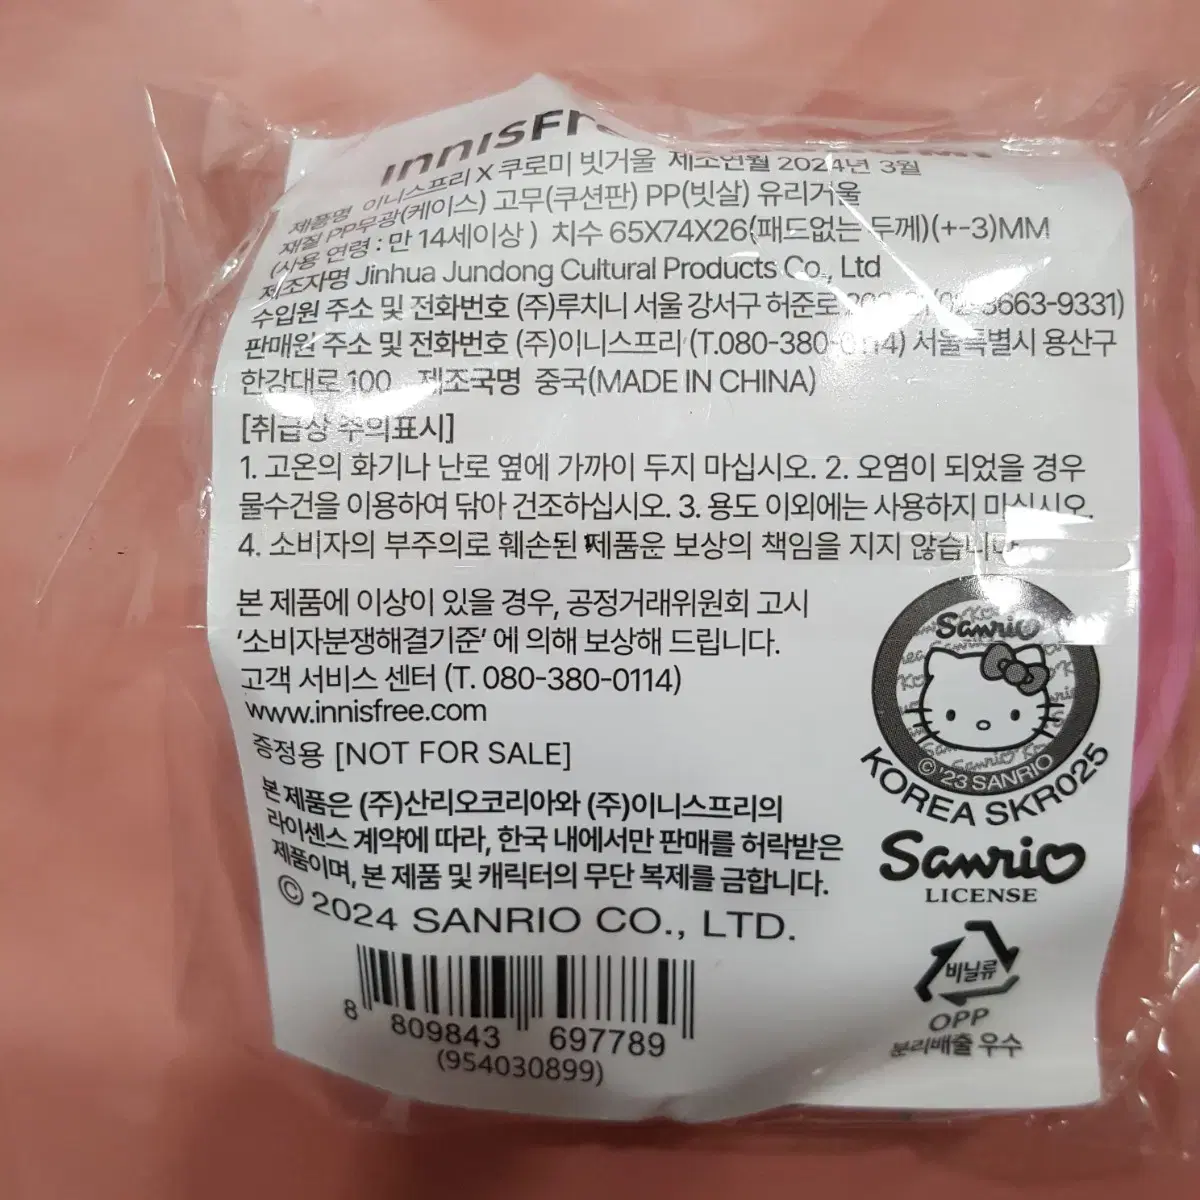 제품명 이니스프리 X 쿠로미 빗거울 제조연월 2024년 3월
재질 PP무광(케이스) 고무(쿠션판) PP(빗살) 유리거울
(사용 연령 : 만 14세이상) 치수 65X74X26(패드없는 두께)(+-3)MM
제조자명 Jinhua Jundong Cultural Products Co., Ltd
수입원 주소 및 전화번호 (주)루치니 서울 강서구 허준로
판매원 주소 및 전화번호 (주)이니스프리 (T.080-380-0114) 서울특별시 용산구
한강대로 100 제조국명 중국(MADE IN CHINA)
[취급상 주의표시]
1. 고온의 화기나 난로 옆에 가까이 두지 마십시오. 2. 오염이 되었을 경우
물수건을 이용하여 닦아 건조하십시오. 3. 용도 이외에는 사용하지 마십시오.
4. 소비자의 부주의로 훼손된 제품은 보상의 책임을 지지 않습니다
본 제품에 이상이 있을 경우, 공정거래위원회 고시
'소비자분쟁해결기준' 에 의해 보상해 드립니다.
고객 서비스 센터 (T. 080-380-0114)
www.innisfree.com
증정용 [NOT FOR SALE]
본 제품은 (주)산리오코리아와 (주)이니스프리의
라이센스 계약에 따라, 한국 내에서만 판매를 허락받은
제품이며, 본 제품 및 캐릭터의 무단 복제를 금합니다.
© 2024 SANRIO CO., LTD.
8 809843 697789
(954030899)
Sanrio
© '23 SANRIO
KOREA SKR025
Sanrio
LICENSE
비닐류
OPP
분리배출 우수